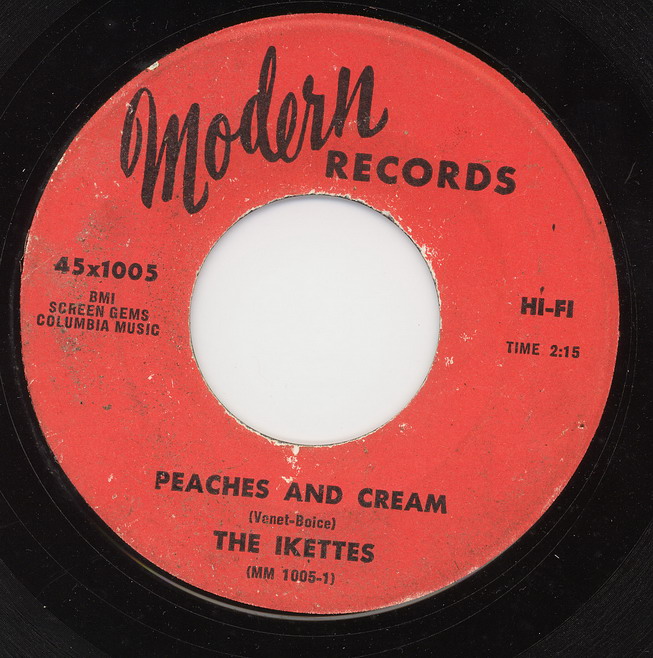 Modern
RECORDS
45x1005
BMI
SCREEN GEMS
COLUMBIA MUSIC
HI-FI
TIME 2:15
PEACHES AND CREAM
(Venet-Boice)
THE IKETTES
(MM 1005-1)